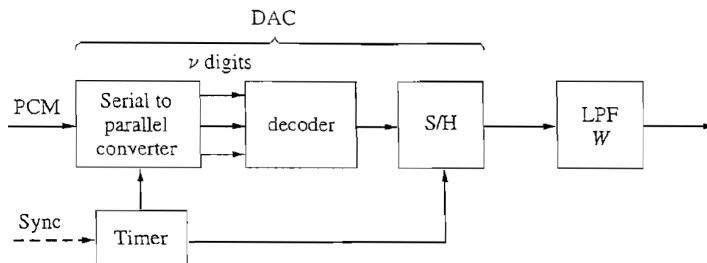 DAC
ν digits
PCM
Serial to
parallel
converter
decoder
S/H
LPF
W
Sync
Timer